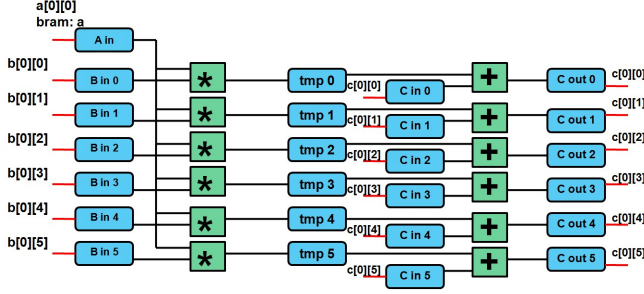 a[0][0]
bram: a
A in
b[0][0]
B in 0
*
tmp 0
c[0][0]
C in 0
+
C out 0
c[0][0]
b[0][1]
B in 1
*
tmp 1
c[0][1]
C in 1
+
C out 1
c[0][1]
b[0][2]
B in 2
*
tmp 2
c[0][2]
C in 2
+
C out 2
c[0][2]
b[0][3]
B in 3
*
tmp 3
c[0][3]
C in 3
+
C out 3
c[0][3]
b[0][4]
B in 4
*
tmp 4
c[0][4]
C in 4
+
C out 4
c[0][4]
b[0][5]
B in 5
*
tmp 5
c[0][5]
C in 5
+
C out 5
c[0][5]